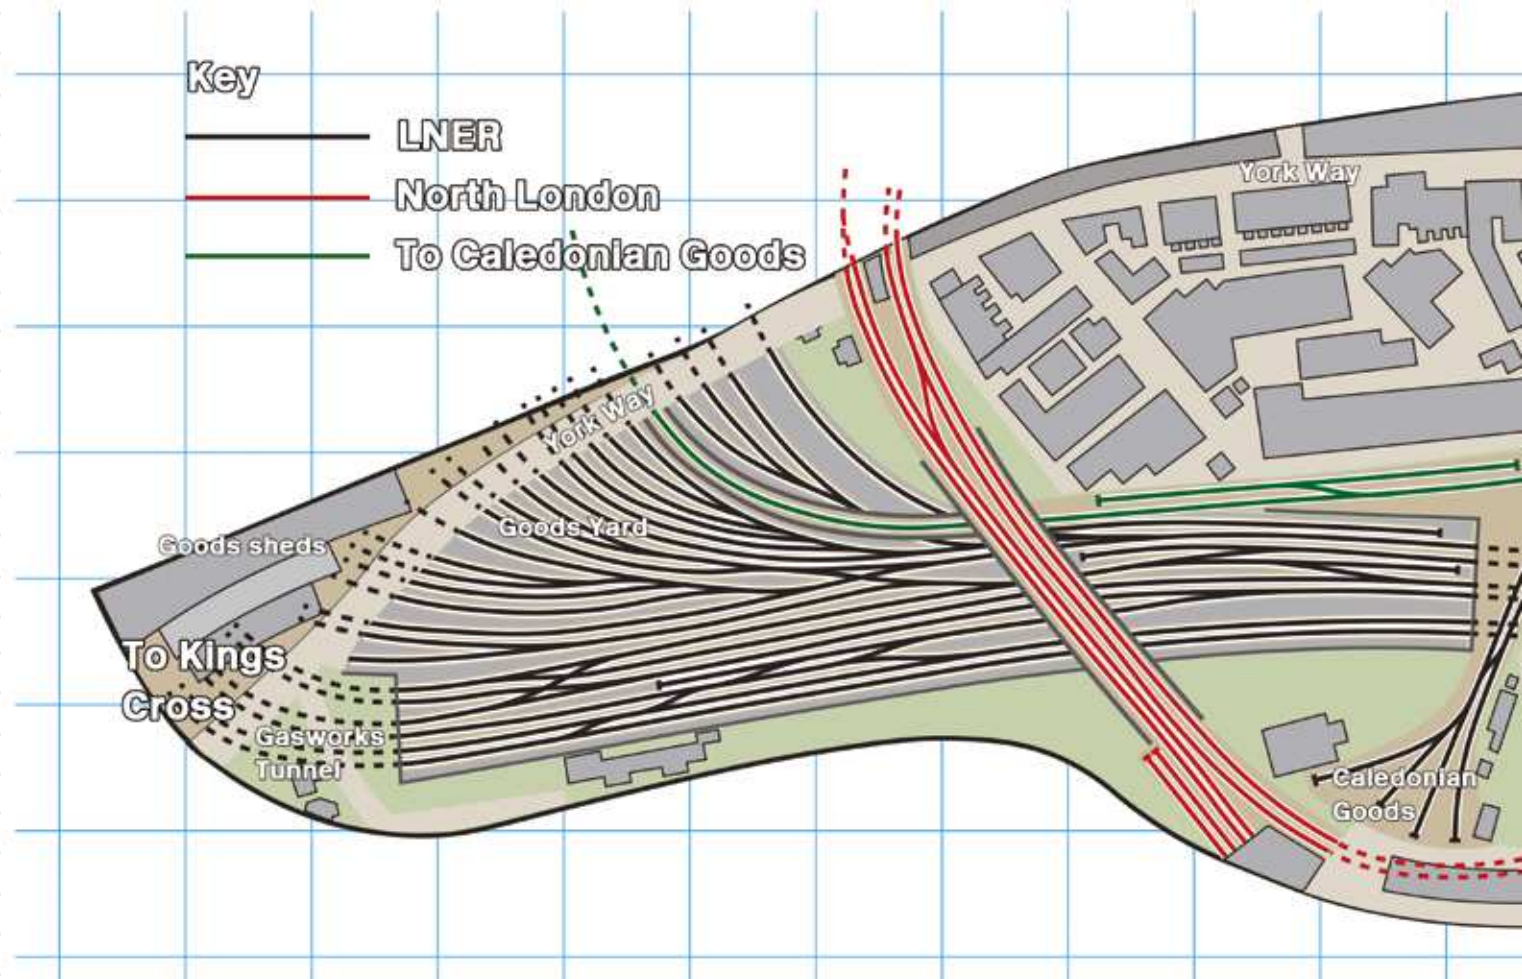 Key
LNER
North London
To Caledonian Goods
York Way
York Way
Goods Yard
Goods sheds
To Kings
Cross
Gasworks
Tunnel
Caledonian
Goods